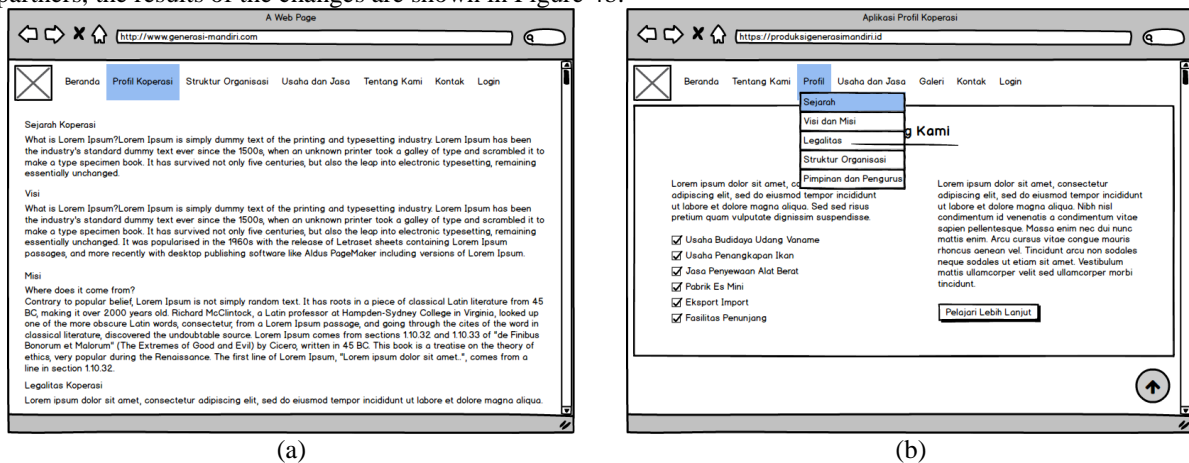 partners, the results of the changes are shown in Figure 4b.
A Web Page
http://www.generasi-mandiri.com
Beranda Profil Koperasi Struktur Organisasi Usaha dan Jasa Tentang Kami Kontak Login
Sejarah Koperasi
What is Lorem Ipsum?Lorem Ipsum is simply dummy text of the printing and typesetting industry. Lorem Ipsum has been
the industry's standard dummy text ever since the 1500s, when an unknown printer took a galley of type and scrambled it to
make a type specimen book. It has survived not only five centuries, but also the leap into electronic typesetting, remaining
essentially unchanged.
Visi
What is Lorem Ipsum?Lorem Ipsum is simply dummy text of the printing and typesetting industry. Lorem Ipsum has been
the industry's standard dummy text ever since the 1500s, when an unknown printer took a galley of type and scrambled it to
make a type specimen book. It has survived not only five centuries, but also the leap into electronic typesetting, remaining
essentially unchanged. It was popularised in the 1960s with the release of Letraset sheets containing Lorem Ipsum
passages, and more recently with desktop publishing software like Aldus PageMaker including versions of Lorem Ipsum.
Misi
Where does it come from?
Contrary to popular belief, Lorem Ipsum is not simply random text. It has roots in a piece of classical Latin literature from 45
BC, making it over 2000 years old. Richard McClintock, a Latin professor at Hampden-Sydney College in Virginia, looked up
one of the more obscure Latin words, consectetur, from a Lorem Ipsum passage, and going through the cites of the word in
classical literature, discovered the undoubtable source. Lorem Ipsum comes from sections 1.10.32 and 1.10.33 of "de Finibus
Bonorum et Malorum" (The Extremes of Good and Evil) by Cicero, written in 45 BC. This book is a treatise on the theory of
ethics, very popular during the Renaissance. The first line of Lorem Ipsum, "Lorem ipsum dolor sit amet..", comes from a
line in section 1.10.32.
Legalitas Koperasi
Lorem ipsum dolor sit amet, consectetur adipiscing elit, sed do eiusmod tempor incididunt ut labore et dolore magna aliqua.
(a)
Aplikasi Profil Koperasi
https://produksigenerasimandiri.id
Beranda Tentang Kami Profil Usaha dan Jasa Galeri Kontak Login
Sejarah
Visi dan Misi
Legalitas
Struktur Organisasi
Pimpinan dan Pengurus
g Kami
Lorem ipsum dolor sit amet, co
adipiscing elit, sed do eiusmod tempor incididunt
ut labore et dolore magna aliqua. Sed sed risus
pretium quam vulputate dignissim suspendisse.
Usaha Budidaya Udang Vaname
Usaha Penangkapan Ikan
Jasa Penyewaan Alat Berat
Pabrik Es Mini
Eksport Import
Fasilitas Penunjang
Lorem ipsum dolor sit amet, consectetur
adipiscing elit, sed do eiusmod tempor incididunt
ut labore et dolore magna aliqua. Nibh nisl
condimentum id venenatis a condimentum vitae
sapien pellentesque. Massa enim nec dui nunc
mattis enim. Arcu cursus vitae congue mauris
rhoncus aenean vel. Tincidunt arcu non sodales
neque sodales ut etiam sit amet. Vestibulum
mattis ullamcorper velit sed ullamcorper morbi
tincidunt.
Pelajari Lebih Lanjut
(b)